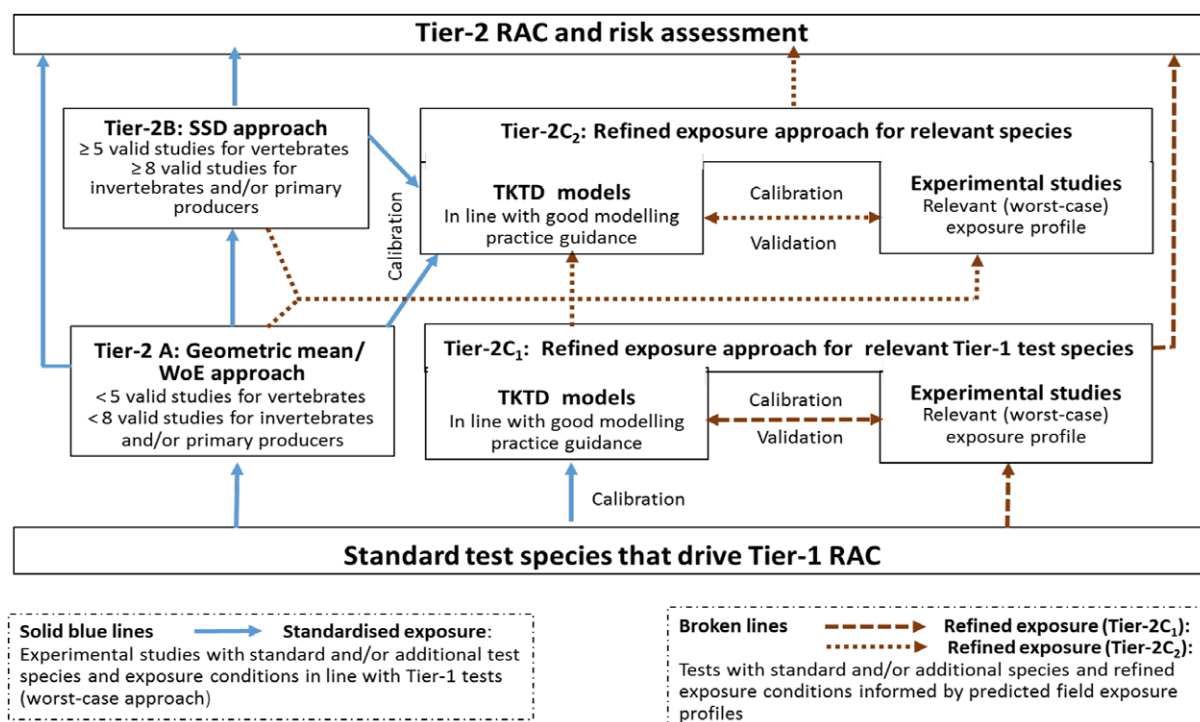 Tier-2 RAC and risk assessment
Tier-2B: SSD approach
≥ 5 valid studies for vertebrates
≥ 8 valid studies for
invertebrates and/or primary
producers
Calibration
Tier-2C₂: Refined exposure approach for relevant species
TKTD models
In line with good modelling
practice guidance
Calibration
Validation
Experimental studies
Relevant (worst-case)
exposure profile
Tier-2 A: Geometric mean/
WoE approach
< 5 valid studies for vertebrates
< 8 valid studies for invertebrates
and/or primary producers
Tier-2C₁: Refined exposure approach for relevant Tier-1 test species
TKTD models
In line with good modelling
practice guidance
Calibration
Validation
Experimental studies
Relevant (worst-case)
exposure profile
Calibration
Standard test species that drive Tier-1 RAC
Solid blue lines Standardised exposure:
Experimental studies with standard and/or additional test
species and exposure conditions in line with Tier-1 tests
(worst-case approach)
Broken lines Refined exposure (Tier-2C₁):
Refined exposure (Tier-2C₂):
Tests with standard and/or additional species and refined
exposure conditions informed by predicted field exposure
profiles